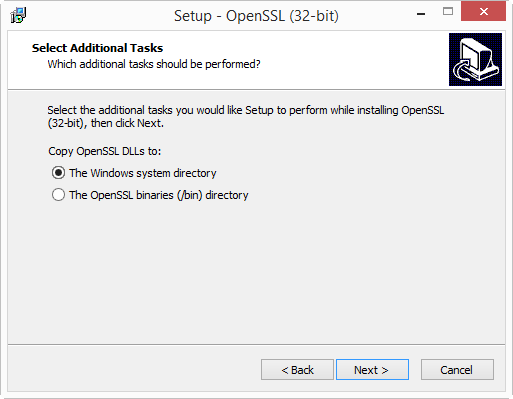 Setup - OpenSSL (32-bit)
Select Additional Tasks
Which additional tasks should be performed?
Select the additional tasks you would like Setup to perform while installing OpenSSL
(32-bit), then click Next.
Copy OpenSSL DLLs to:
The Windows system directory
The OpenSSL binaries (/bin) directory
< Back
Next >
Cancel